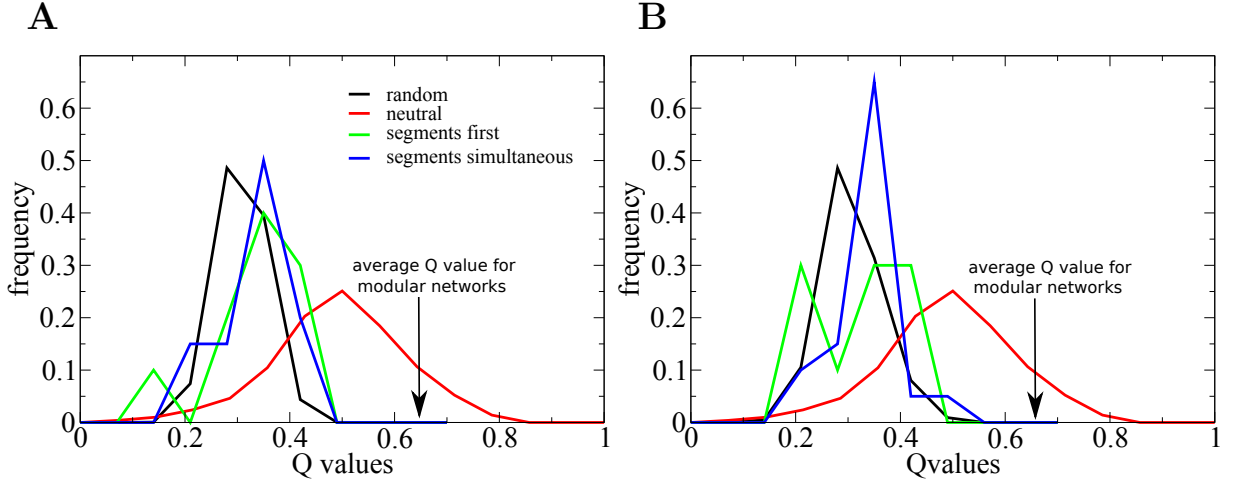 A
frequency
0.6
0.5
0.4
0.3
0.2
0.1
0
random
neutral
segments first
segments simultaneous
average Q value for
modular networks
0 0.2 0.4 0.6 0.8 1
Q values
B
frequency
0.6
0.5
0.4
0.3
0.2
0.1
0
average Q value for
modular networks
0 0.2 0.4 0.6 0.8 1
Qvalues